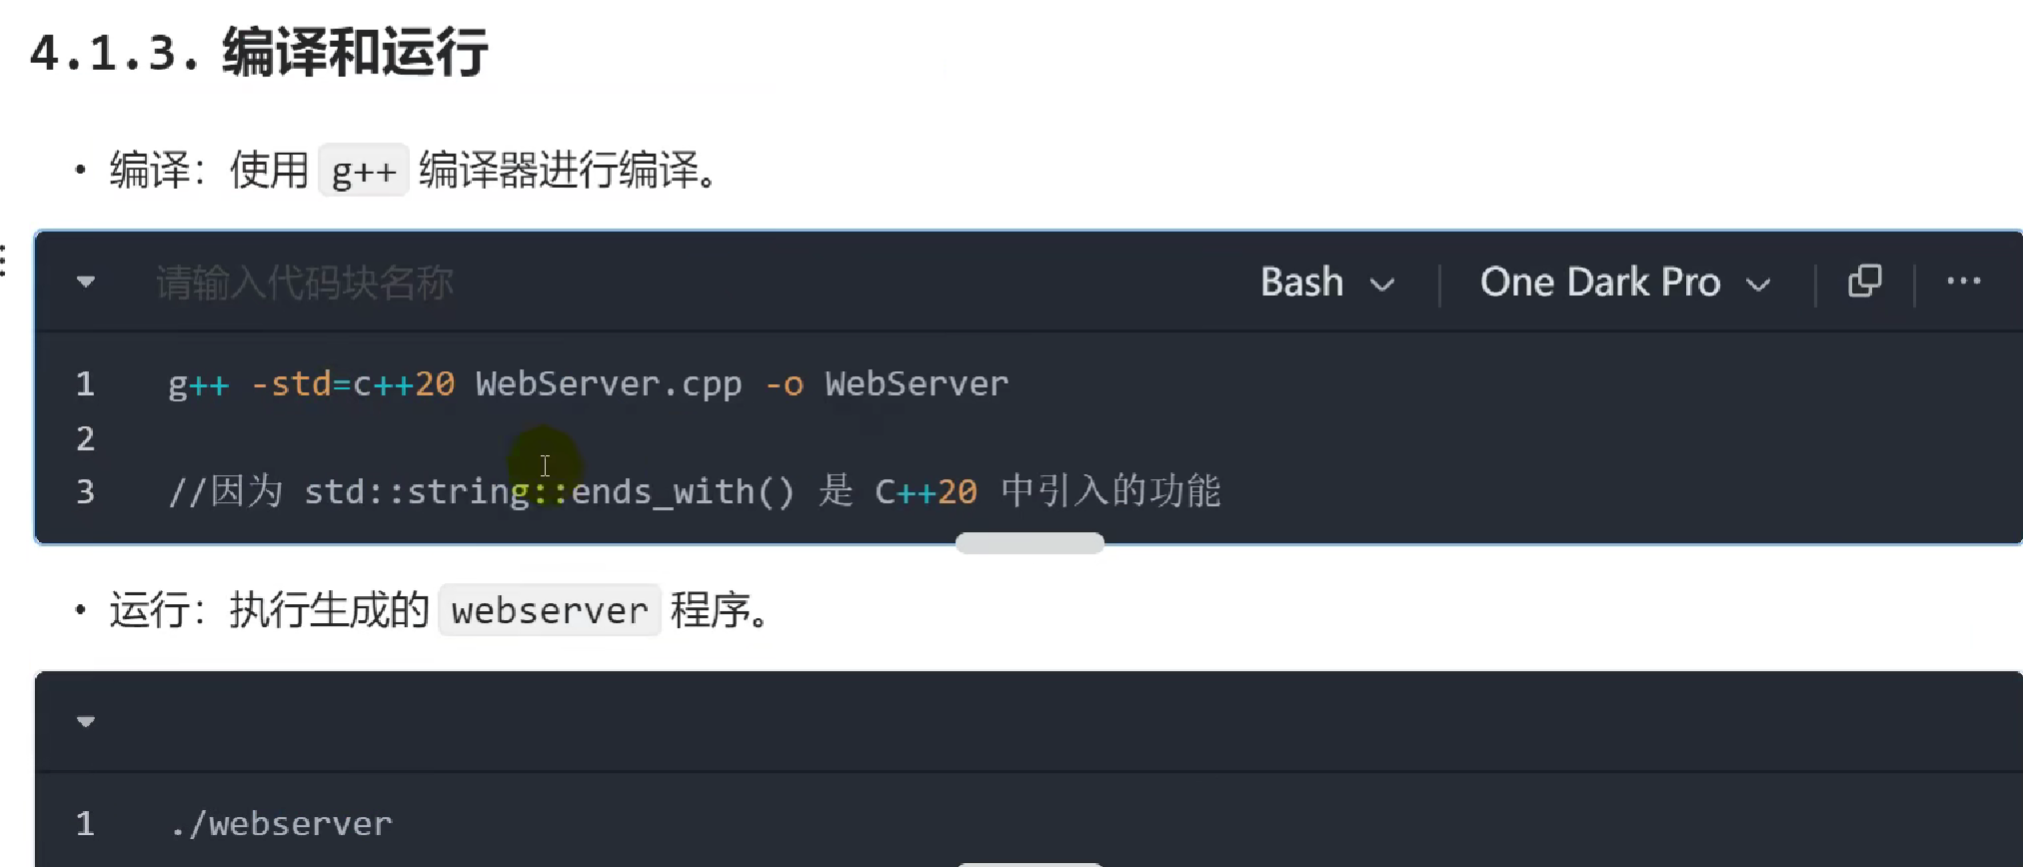 4.1.3. 编译和运行
• 编译：使用 g++ 编译器进行编译。
请输入代码块名称 Bash One Dark Pro
1 g++ -std=c++20 WebServer.cpp -o WebServer
2
3 //因为 std::string::ends_with() 是 C++20 中引入的功能
• 运行：执行生成的 webserver 程序。
1 ./webserver